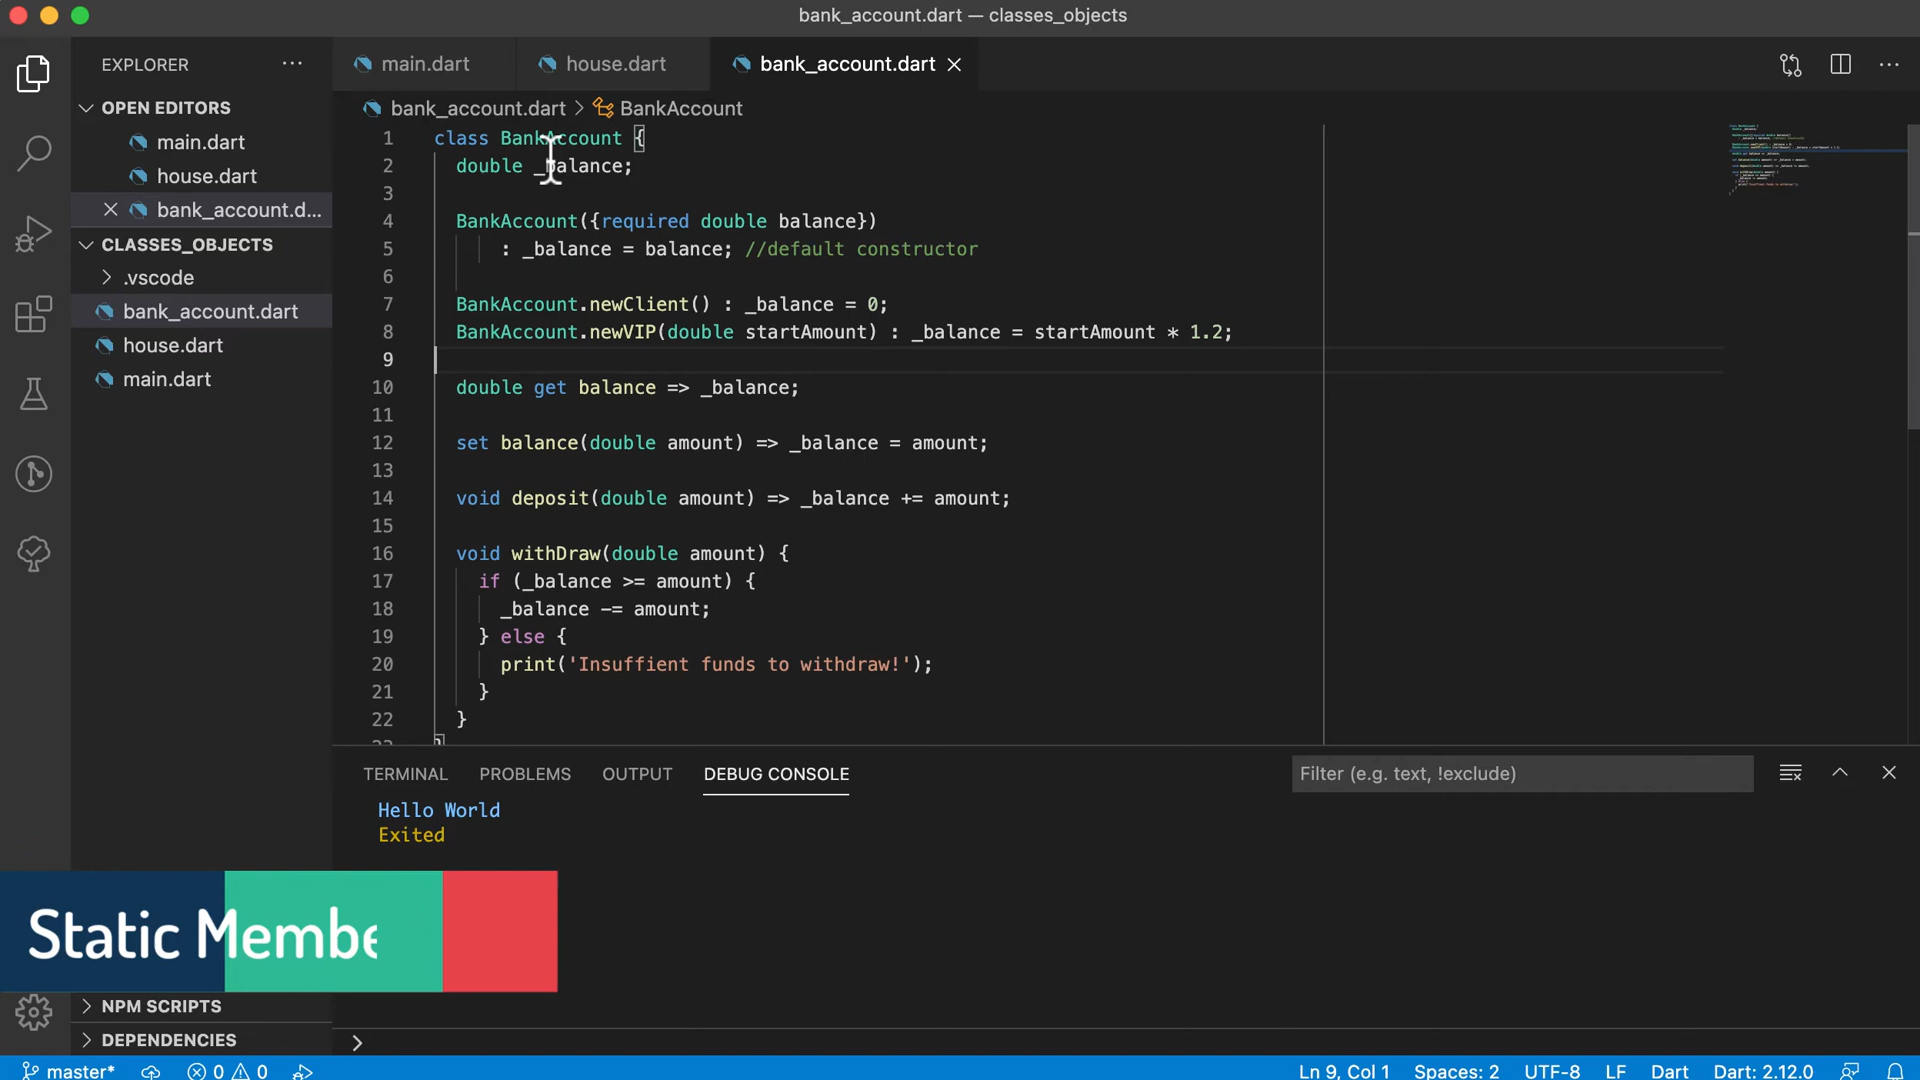 bank_account.dart — classes_objects
EXPLORER
main.dart
house.dart
bank_account.dart
OPEN EDITORS
main.dart
house.dart
bank_account.d...
CLASSES_OBJECTS
.vscode
bank_account.dart
house.dart
main.dart
bank_account.dart > BankAccount
1 class BankAccount {
2 double _balance;
3
4 BankAccount({required double balance})
5 : _balance = balance; //default constructor
6
7 BankAccount.newClient() : _balance = 0;
8 BankAccount.newVIP(double startAmount) : _balance = startAmount * 1.2;
9
10 double get balance => _balance;
11
12 set balance(double amount) => _balance = amount;
13
14 void deposit(double amount) => _balance += amount;
15
16 void withDraw(double amount) {
17 if (_balance >= amount) {
18 _balance -= amount;
19 } else {
20 print('Insuffient funds to withdraw!');
21 }
22 }
TERMINAL PROBLEMS OUTPUT DEBUG CONSOLE
Filter (e.g. text, !exclude)
Hello World
Exited
Static Membe
NPM SCRIPTS
DEPENDENCIES
master* 0 0 Ln 9, Col 1 Spaces: 2 UTF-8 LF Dart Dart: 2.12.0